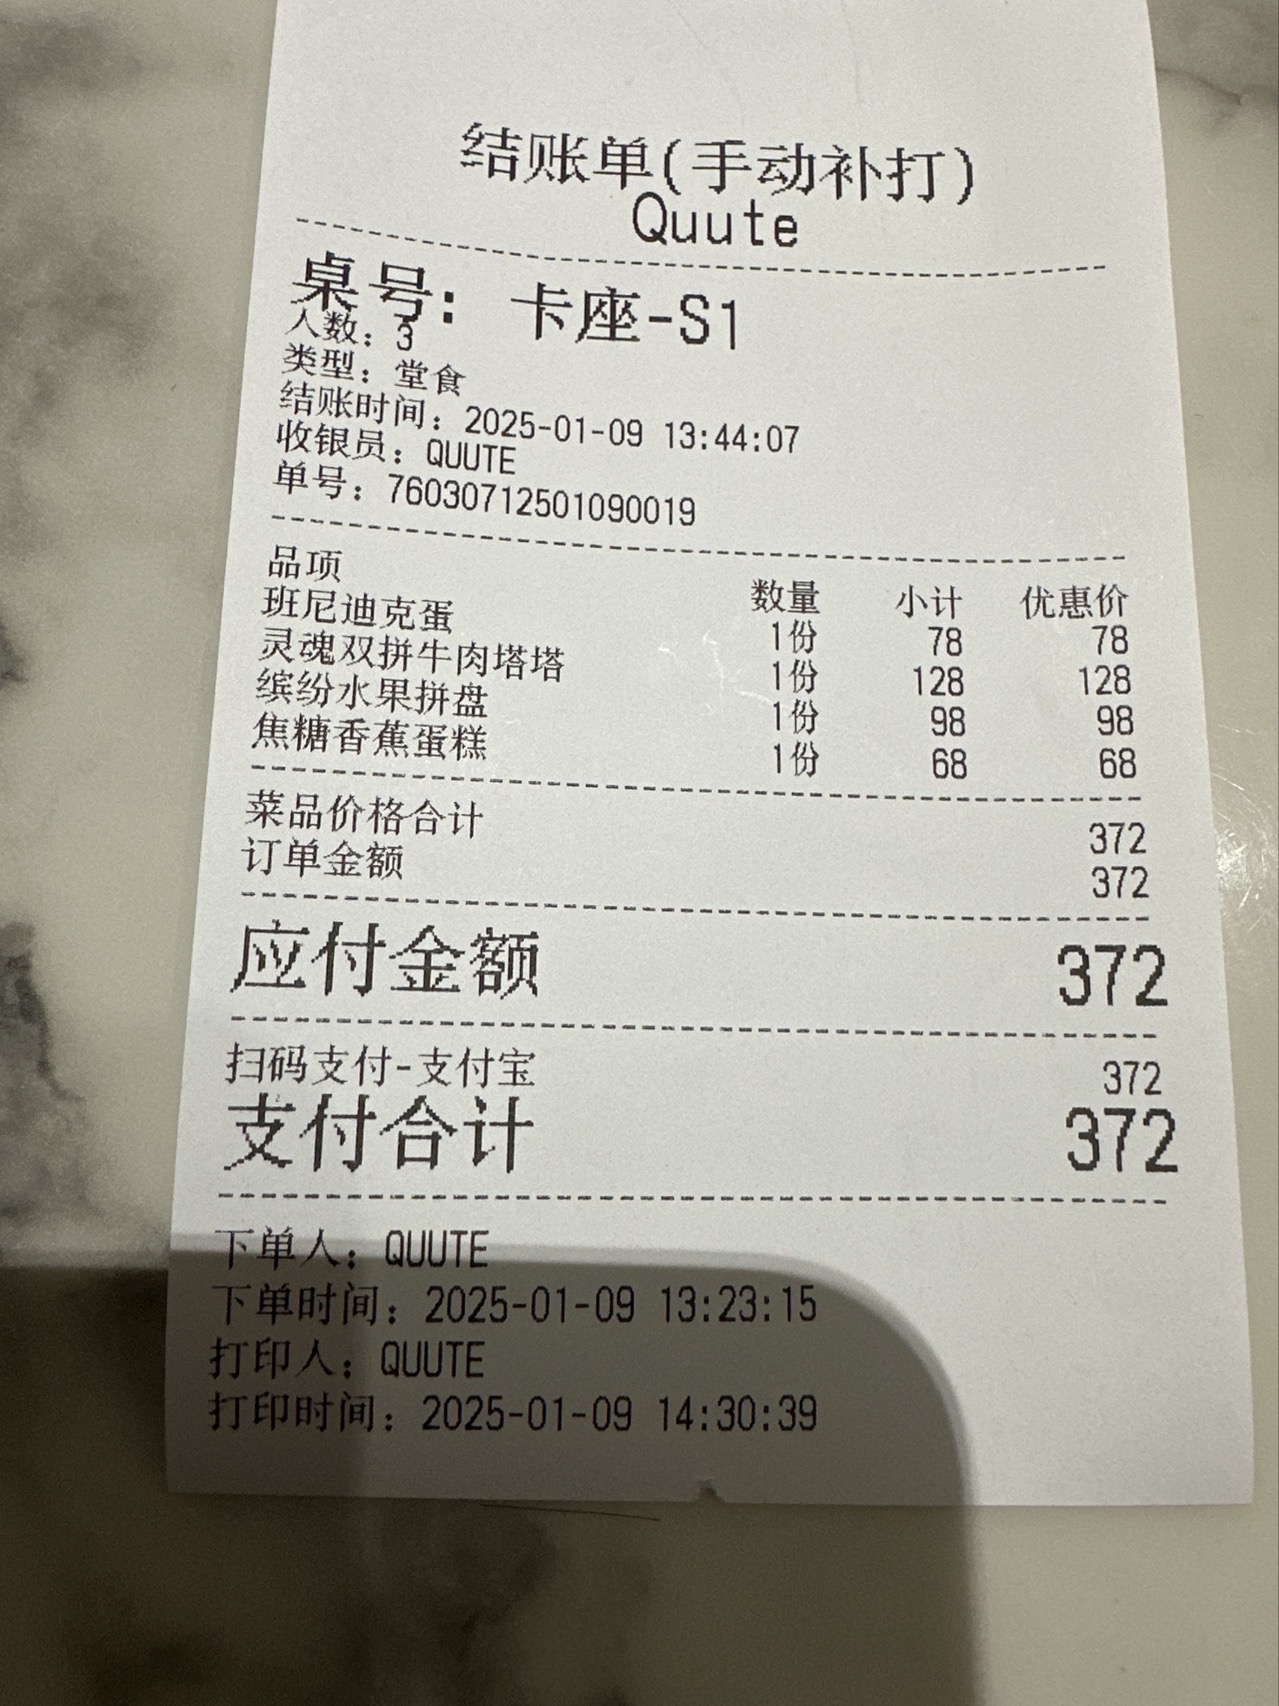 结账单(手动补打)
Quute
桌号: 卡座-S1
人数: 3
类型: 堂食
结账时间: 2025-01-09 13:44:07
收银员: QUUTE
单号: 76030712501090019
品项 数量 小计 优惠价
班尼迪克蛋 1份 78 78
灵魂双拼牛肉塔塔 1份 128 128
缤纷水果拼盘 1份 98 98
焦糖香蕉蛋糕 1份 68 68
菜品价格合计 372
订单金额 372
应付金额 372
扫码支付-支付宝 372
支付合计 372
下单人: QUUTE
下单时间: 2025-01-09 13:23:15
打印人: QUUTE
打印时间: 2025-01-09 14:30:39